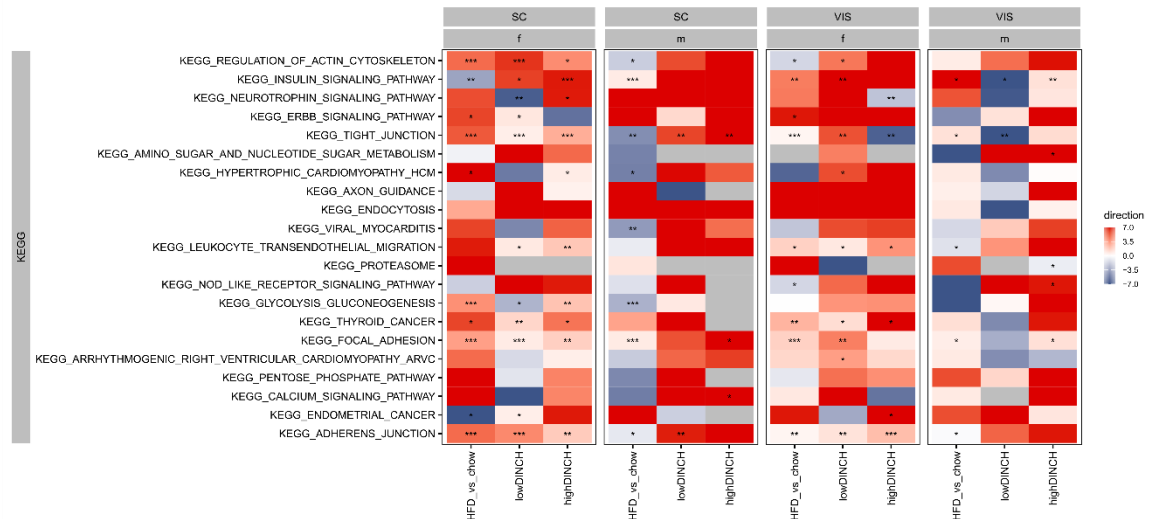 SC SC VIS VIS
f m f m
KEGG
KEGG_REGULATION_OF_ACTIN_CYTOSKELETON *** *** * * * *
KEGG_INSULIN_SIGNALING_PATHWAY ** * *** *** ** ** * * **
KEGG_NEUROTROPHIN_SIGNALING_PATHWAY ** * **
KEGG_ERBB_SIGNALING_PATHWAY * * *
KEGG_TIGHT_JUNCTION *** *** *** ** ** ** *** ** ** * **
KEGG_AMINO_SUGAR_AND_NUCLEOTIDE_SUGAR_METABOLISM *
KEGG_HYPERTROPHIC_CARDIOMYOPATHY_HCM * * * *
KEGG_AXON_GUIDANCE
KEGG_ENDOCYTOSIS
KEGG_VIRAL_MYOCARDITIS **
KEGG_LEUKOCYTE_TRANSENDOTHELIAL_MIGRATION * ** * * * *
KEGG_PROTEASOME *
KEGG_NOD_LIKE_RECEPTOR_SIGNALING_PATHWAY * *
KEGG_GLYCOLYSIS_GLUCONEOGENESIS *** * ** ***
KEGG_THYROID_CANCER * ** * ** * *
KEGG_FOCAL_ADHESION *** *** ** *** * *** ** * *
KEGG_ARRHYTHMOGENIC_RIGHT_VENTRICULAR_CARDIOMYOPATHY_ARVC *
KEGG_PENTOSE_PHOSPHATE_PATHWAY
KEGG_CALCIUM_SIGNALING_PATHWAY *
KEGG_ENDOMETRIAL_CANCER * * *
KEGG_ADHERENS_JUNCTION *** *** ** * ** ** ** *** *
HFD_vs_chow lowDINCH highDINCH HFD_vs_chow lowDINCH highDINCH HFD_vs_chow lowDINCH highDINCH HFD_vs_chow lowDINCH highDINCH
direction
7.0
3.5
0.0
−3.5
−7.0